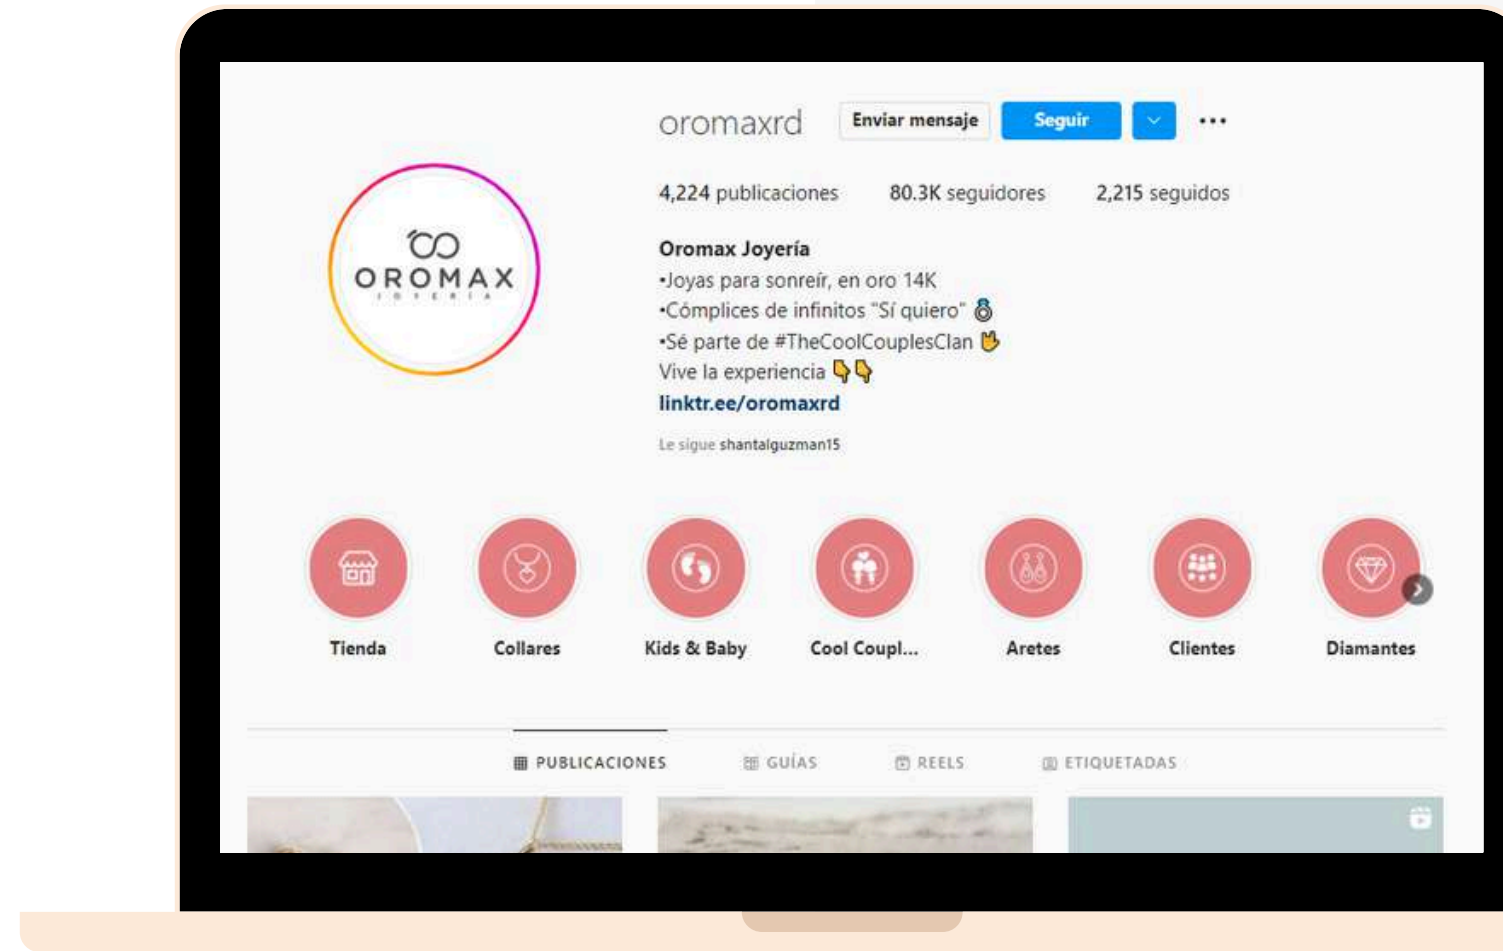 oromaxrd Enviar mensaje Seguir
4,224 publicaciones 80.3K seguidores 2,215 seguidos
OROMAX
JOYERÍA
Oromax Joyería
•Joyas para sonreír, en oro 14K
•Cómplices de infinitos "Sí quiero" 💍
•Sé parte de #TheCoolCouplesClan 🤟
Vive la experiencia 👇👇
linktr.ee/oromaxrd
Le sigue shantalguzman15
Tienda Collares Kids & Baby Cool Coupl... Aretes Clientes Diamantes
PUBLICACIONES GUÍAS REELS ETIQUETADAS